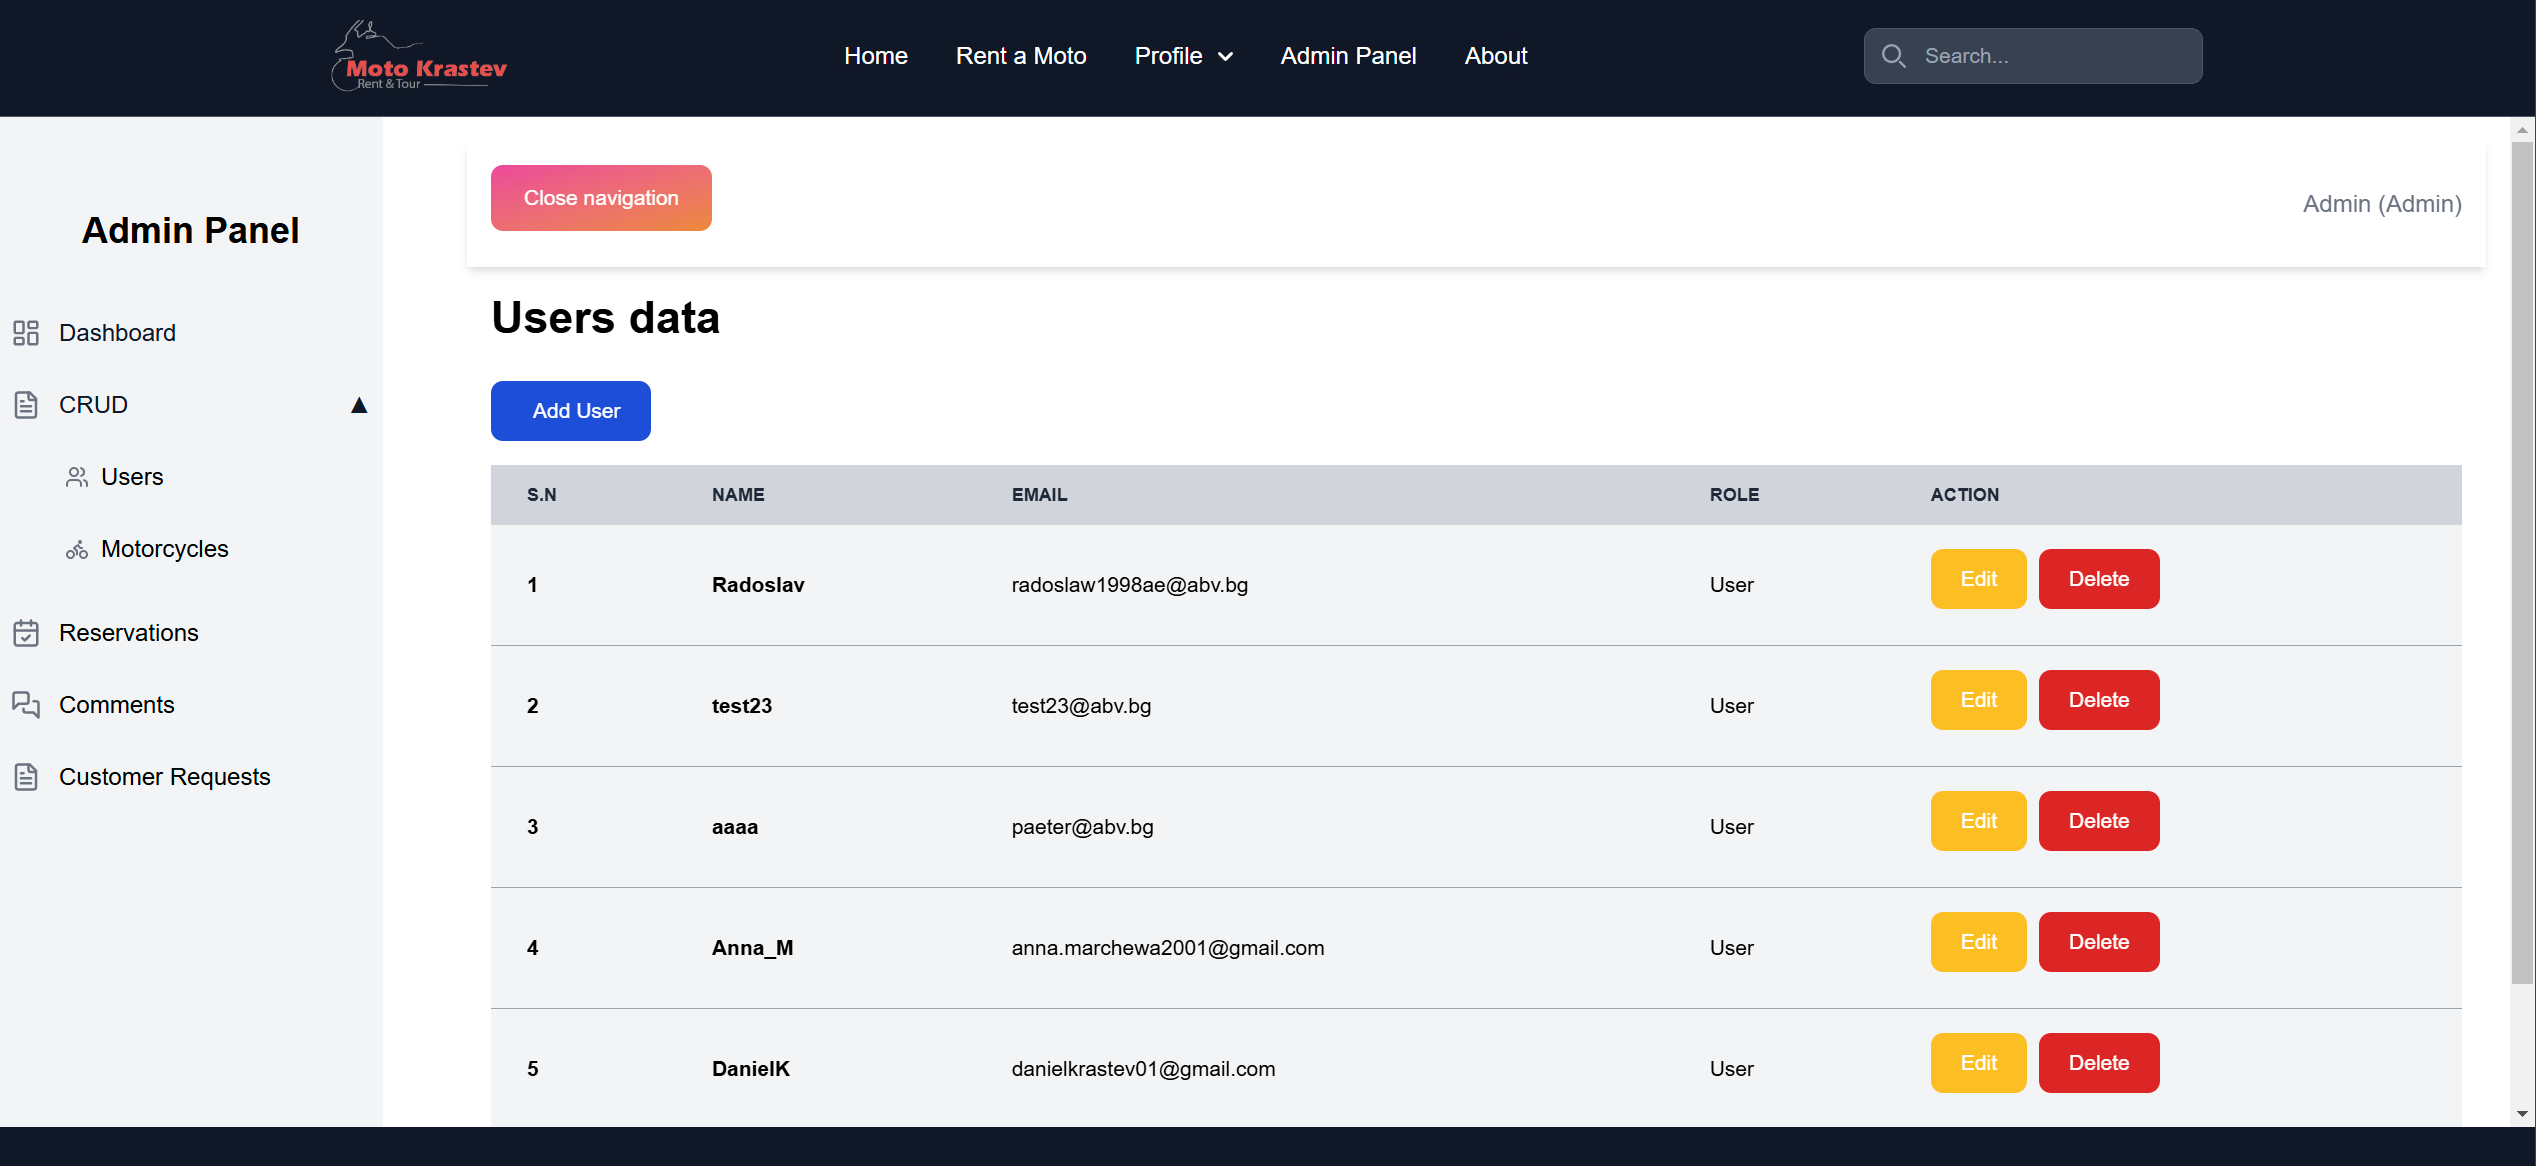 Moto Krastev
Rent & Tour
Home Rent a Moto Profile Admin Panel About
Search...
Admin Panel
Dashboard
CRUD ▲
Users
Motorcycles
Reservations
Comments
Customer Requests
Close navigation
Admin (Admin)
Users data
Add User
S.N NAME EMAIL ROLE ACTION
1 Radoslav radoslaw1998ae@abv.bg User Edit Delete
2 test23 test23@abv.bg User Edit Delete
3 aaaa paeter@abv.bg User Edit Delete
4 Anna_M anna.marchewa2001@gmail.com User Edit Delete
5 DanielK danielkrastev01@gmail.com User Edit Delete